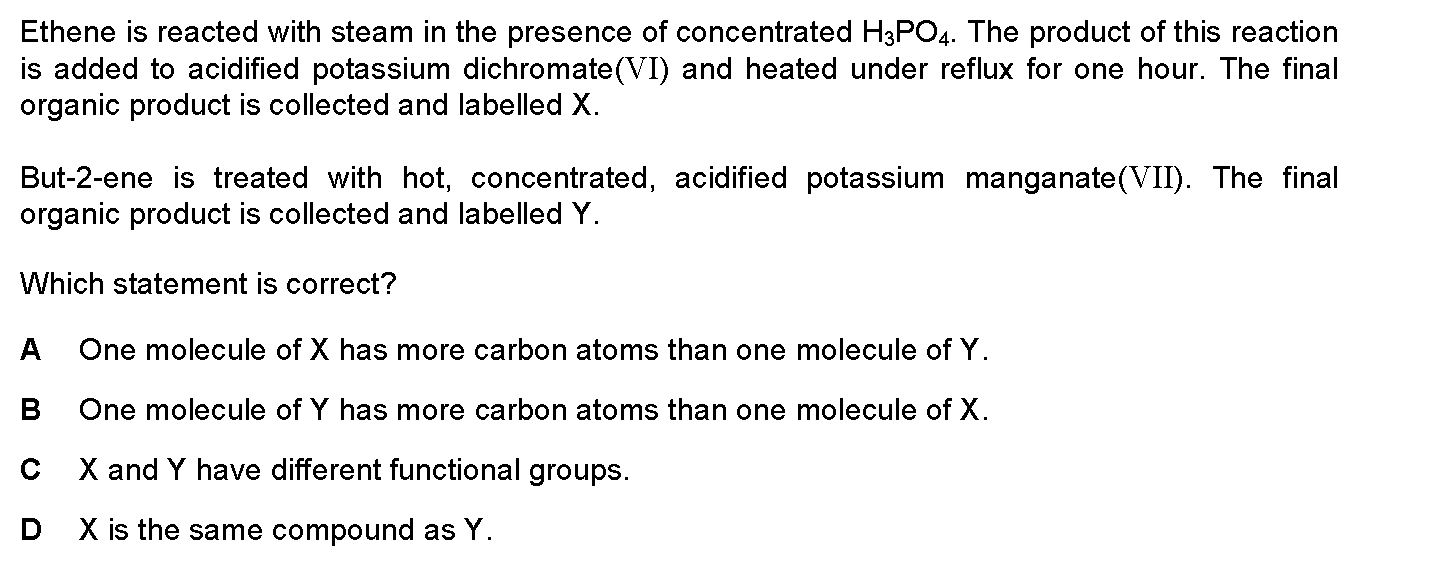 Ethene is reacted with steam in the presence of concentrated H₃PO₄. The product of this reaction
is added to acidified potassium dichromate(VI) and heated under reflux for one hour. The final
organic product is collected and labelled X.
But-2-ene is treated with hot, concentrated, acidified potassium manganate(VII). The final
organic product is collected and labelled Y.
Which statement is correct?
A One molecule of X has more carbon atoms than one molecule of Y.
B One molecule of Y has more carbon atoms than one molecule of X.
C X and Y have different functional groups.
D X is the same compound as Y.